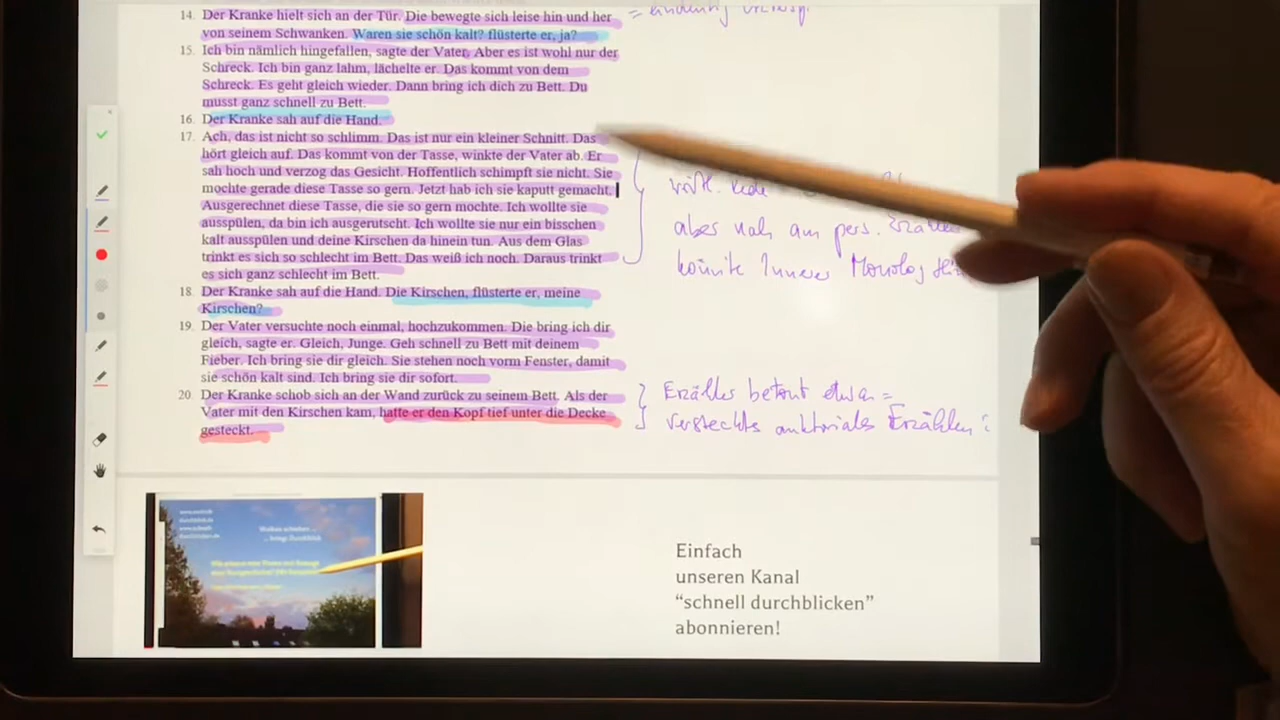 14. Der Kranke hielt sich an der Tür. Die bewegte sich leise hin und her
von seinem Schwanken. Waren sie schön kalt? flüsterte er, ja?
15. Ich bin nämlich hingefallen, sagte der Vater. Aber es ist wohl nur der
Schreck. Ich bin ganz lahm, lächelte er. Das kommt von dem
Schreck. Es geht gleich wieder. Dann bring ich dich zu Bett. Du
musst ganz schnell zu Bett.
16. Der Kranke sah auf die Hand.
17. Ach, das ist nicht so schlimm. Das ist nur ein kleiner Schnitt. Das
hört gleich auf. Das kommt von der Tasse, winkte der Vater ab. Er
sah hoch und verzog das Gesicht. Hoffentlich schimpft sie nicht. Sie
mochte gerade diese Tasse so gern. Jetzt hab ich sie kaputt gemacht.
Ausgerechnet diese Tasse, die sie so gern mochte. Ich wollte sie
ausspülen, da bin ich ausgerutscht. Ich wollte sie nur ein bisschen
kalt ausspülen und deine Kirschen da hinein tun. Aus dem Glas
trinkt es sich so schlecht im Bett. Das weiß ich noch. Daraus trinkt
es sich ganz schlecht im Bett.
aber nah am pers. Erzählen
könnte Innerer Monolog
18. Der Kranke sah auf die Hand. Die Kirschen, flüsterte er, meine
Kirschen?
19. Der Vater versuchte noch einmal, hochzukommen. Die bring ich dir
gleich, sagte er. Gleich, Junge. Geh schnell zu Bett mit deinem
Fieber. Ich bring sie dir gleich. Sie stehen noch vorm Fenster, damit
sie schön kalt sind. Ich bring sie dir sofort.
20. Der Kranke schob sich an der Wand zurück zu seinem Bett. Als der
Vater mit den Kirschen kam, hatte er den Kopf tief unter die Decke
gesteckt.
Erzähler betont etwas =
verstecktes auktoriales Erzählen
Einfach
unseren Kanal
“schnell durchblicken”
abonnieren!